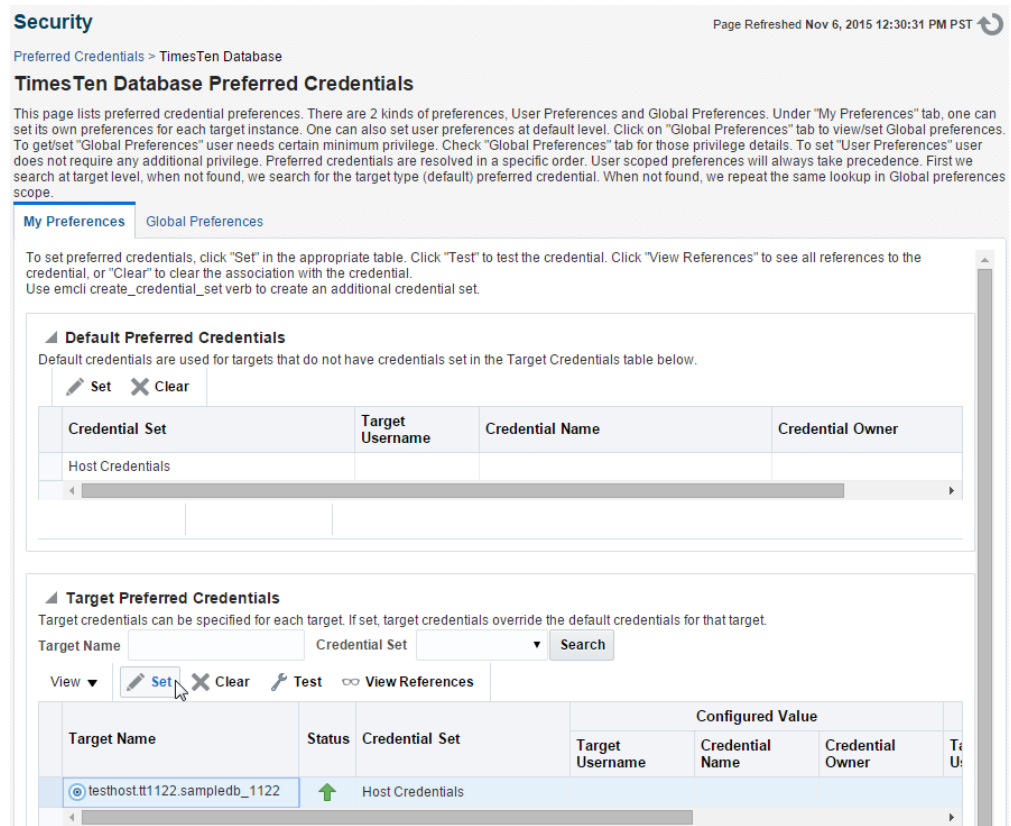 Security
Page Refreshed Nov 6, 2015 12:30:31 PM PST
Preferred Credentials > TimesTen Database
TimesTen Database Preferred Credentials
This page lists preferred credential preferences. There are 2 kinds of preferences, User Preferences and Global Preferences. Under "My Preferences" tab, one can
set its own preferences for each target instance. One can also set user preferences at default level. Click on "Global Preferences" tab to view/set Global preferences.
To get/set "Global Preferences" user needs certain minimum privilege. Check "Global Preferences" tab for those privilege details. To set "User Preferences" user
does not require any additional privilege. Preferred credentials are resolved in a specific order. User scoped preferences will always take precedence. First we
search at target level, when not found, we search for the target type (default) preferred credential. When not found, we repeat the same lookup in Global preferences
scope.
My Preferences Global Preferences
To set preferred credentials, click "Set" in the appropriate table. Click "Test" to test the credential. Click "View References" to see all references to the
credential, or "Clear" to clear the association with the credential.
Use emcli create_credential_set verb to create an additional credential set.
Default Preferred Credentials
Default credentials are used for targets that do not have credentials set in the Target Credentials table below.
Set Clear
Credential Set Target Username Credential Name Credential Owner
Host Credentials
Target Preferred Credentials
Target credentials can be specified for each target. If set, target credentials override the default credentials for that target.
Target Name Credential Set Search
View Set Clear Test View References
Configured Value
Target Name Status Credential Set Target Username Credential Name Credential Owner
testhost.tt1122.sampledb_1122 Host Credentials